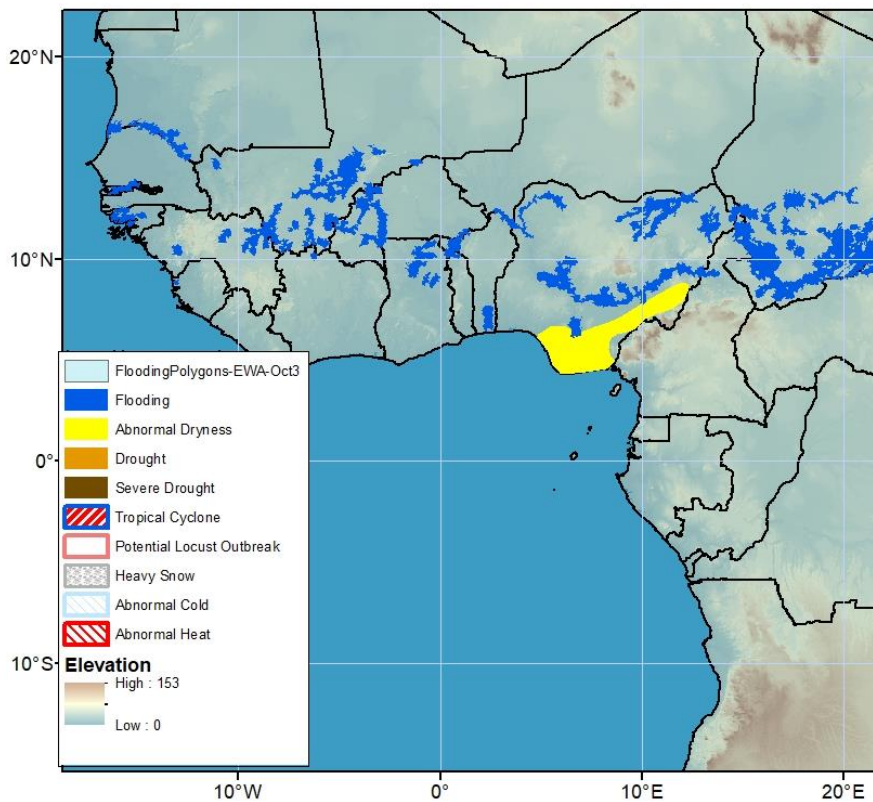 20°N
10°N
0°
10°S
FloodingPolygons-EWA-Oct3
Flooding
Abnormal Dryness
Drought
Severe Drought
Tropical Cyclone
Potential Locust Outbreak
Heavy Snow
Abnormal Cold
Abnormal Heat
Elevation
High : 153
Low : 0
10°W
0°
10°E
20°E